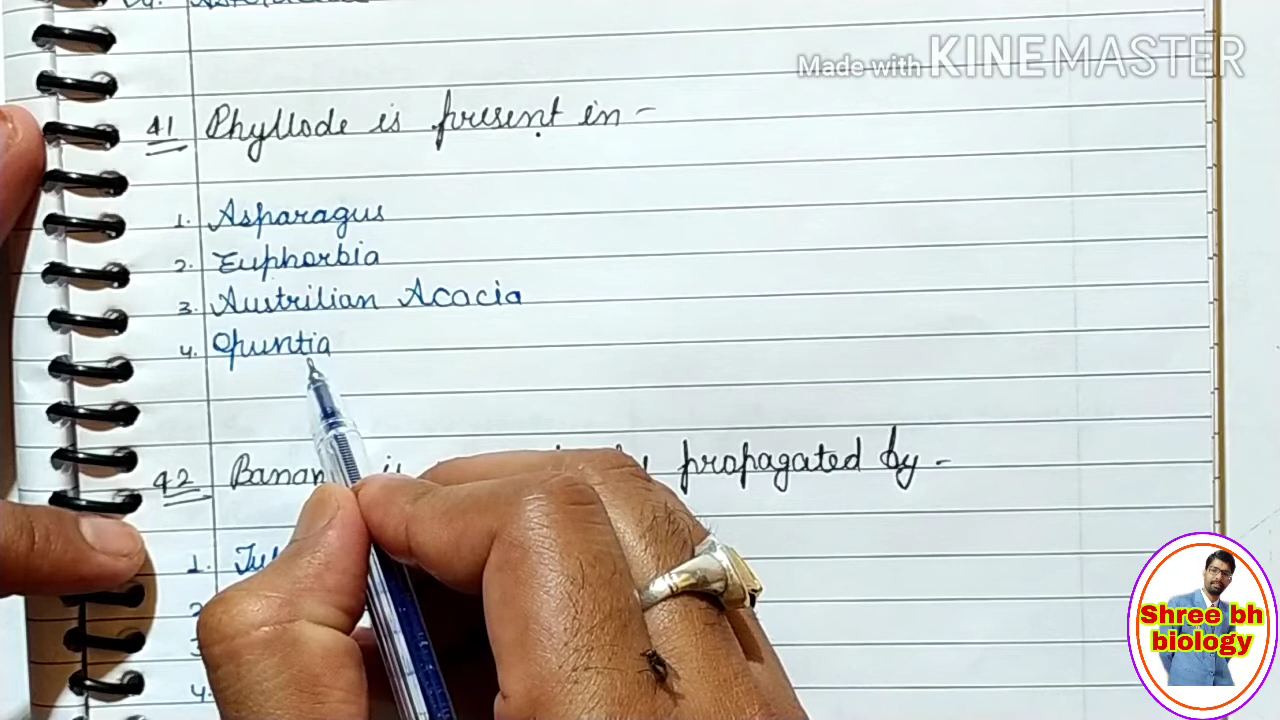 Made with KINEMASTER
41 Phyllode is present in -
1. Asparagus
2. Euphorbia
3. Austrilian Acacia
4. Opuntia
42 propagated by -
1.
4.
Shree bh
biology